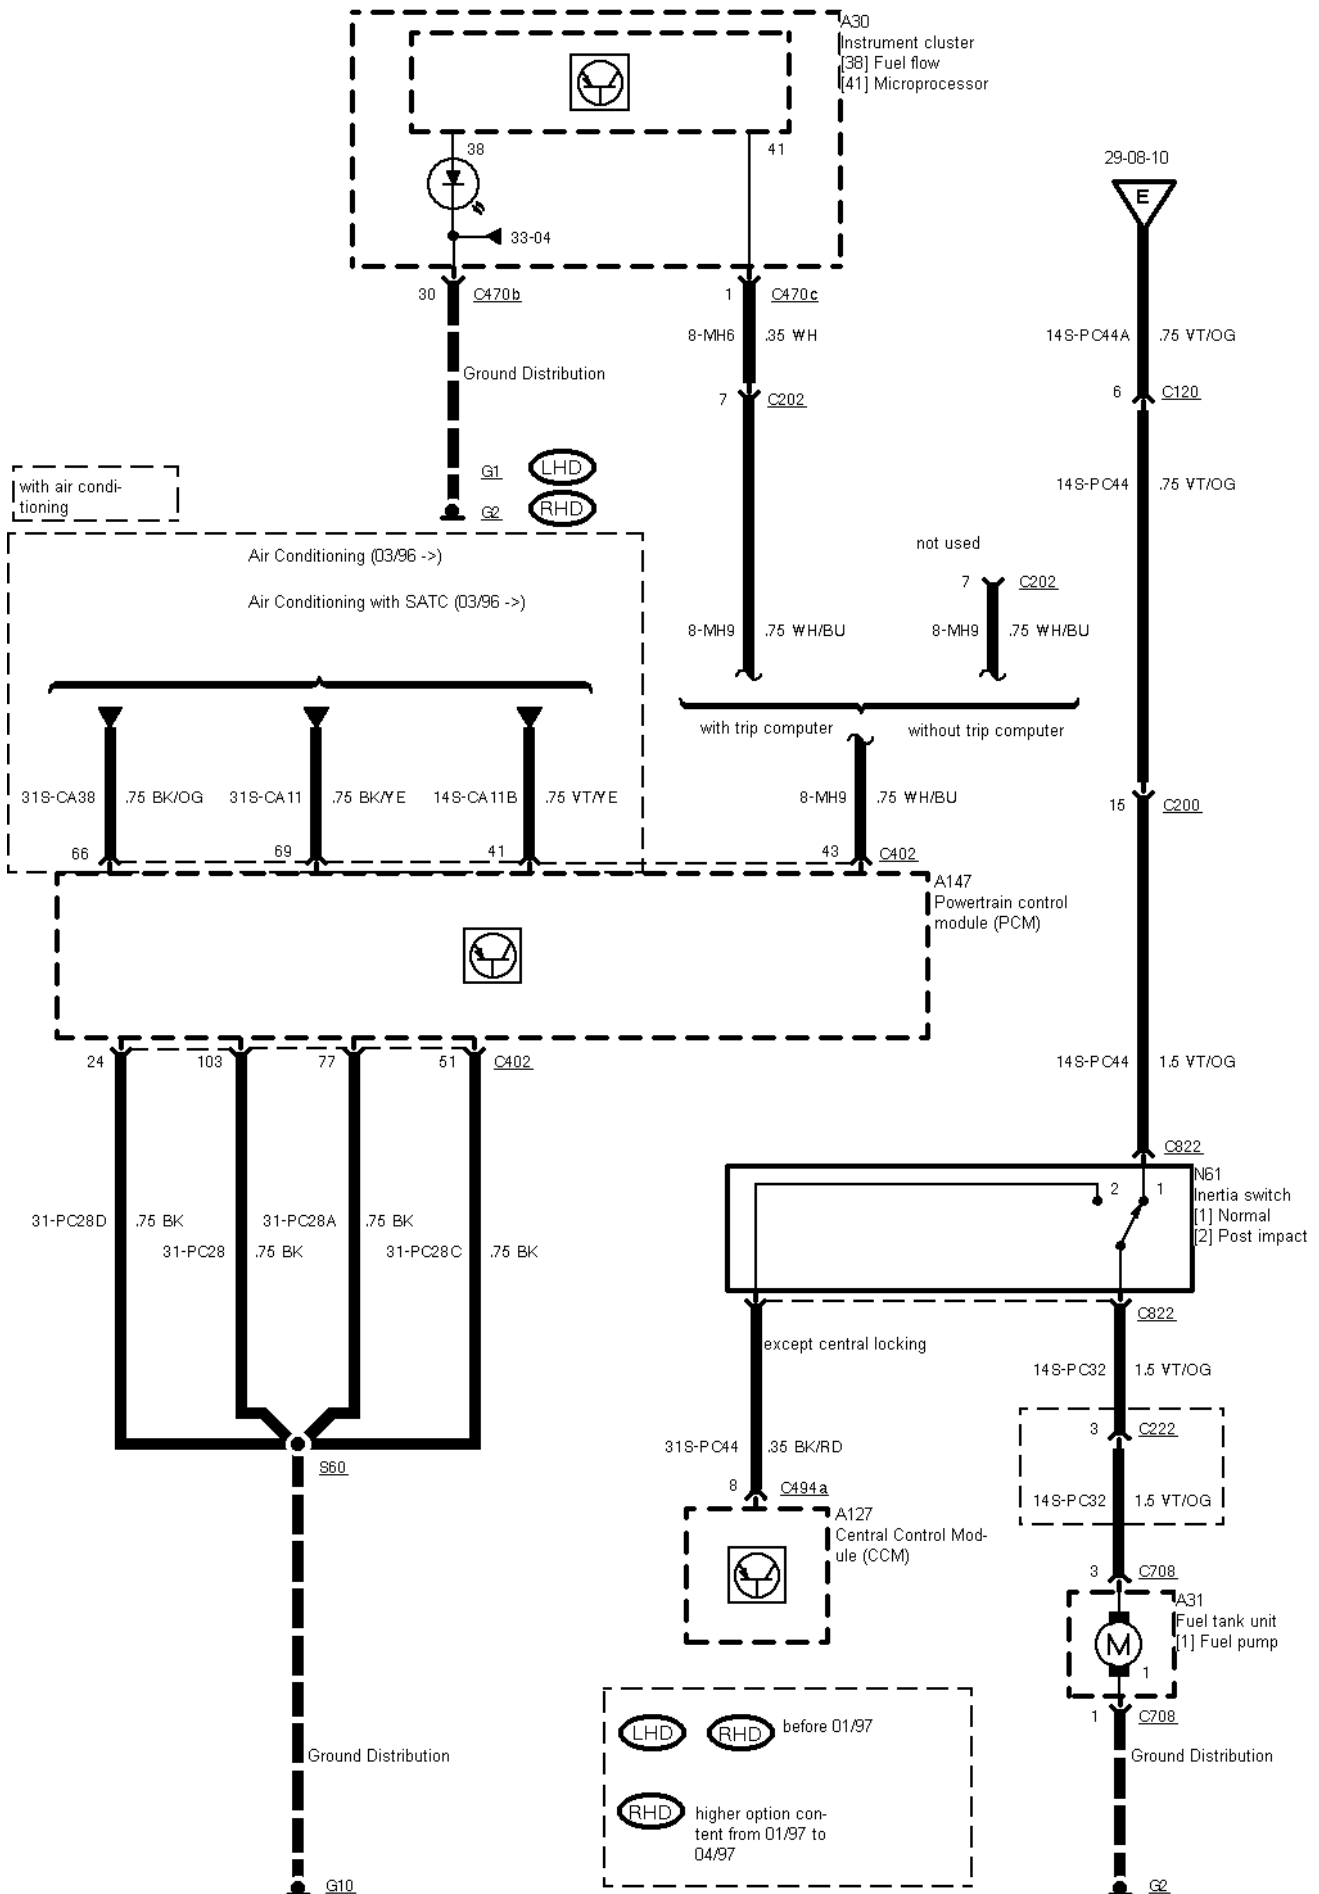 A30
Instrument cluster
[38] Fuel flow
[41] Microprocessor
38
41
33-04
29-08-10
E
30
C470b
1
C470c
8-MH6
.35 WH
14S-PC44A
.75 VT/OG
Ground Distribution
7
C202
6
C120
G1
LHD
G2
RHD
with air condi-
tioning
14S-PC44
.75 VT/OG
Air Conditioning (03/96 ->)
Air Conditioning with SATC (03/96 ->)
not used
7
C202
8-MH9
.75 WH/BU
8-MH9
.75 WH/BU
with trip computer
without trip computer
31S-CA38
.75 BK/OG
31S-CA11
.75 BK/YE
14S-CA11B
.75 VT/YE
8-MH9
.75 WH/BU
15
C200
66
69
41
43
C402
A147
Powertrain control
module (PCM)
24
103
77
51
C402
14S-PC44
1.5 VT/OG
C822
N61
Inertia switch
[1] Normal
[2] Post impact
2
1
31-PC28D
.75 BK
31-PC28A
.75 BK
31-PC28
.75 BK
31-PC28C
.75 BK
C822
except central locking
14S-PC32
1.5 VT/OG
3
C222
31S-PC44
.35 BK/RD
S60
8
C494a
14S-PC32
1.5 VT/OG
A127
Central Control Mod-
ule (CCM)
3
C708
A31
Fuel tank unit
[1] Fuel pump
M
1
1
C708
LHD
RHD
before 01/97
Ground Distribution
Ground Distribution
RHD
higher option con-
tent from 01/97 to
04/97
G10
G2